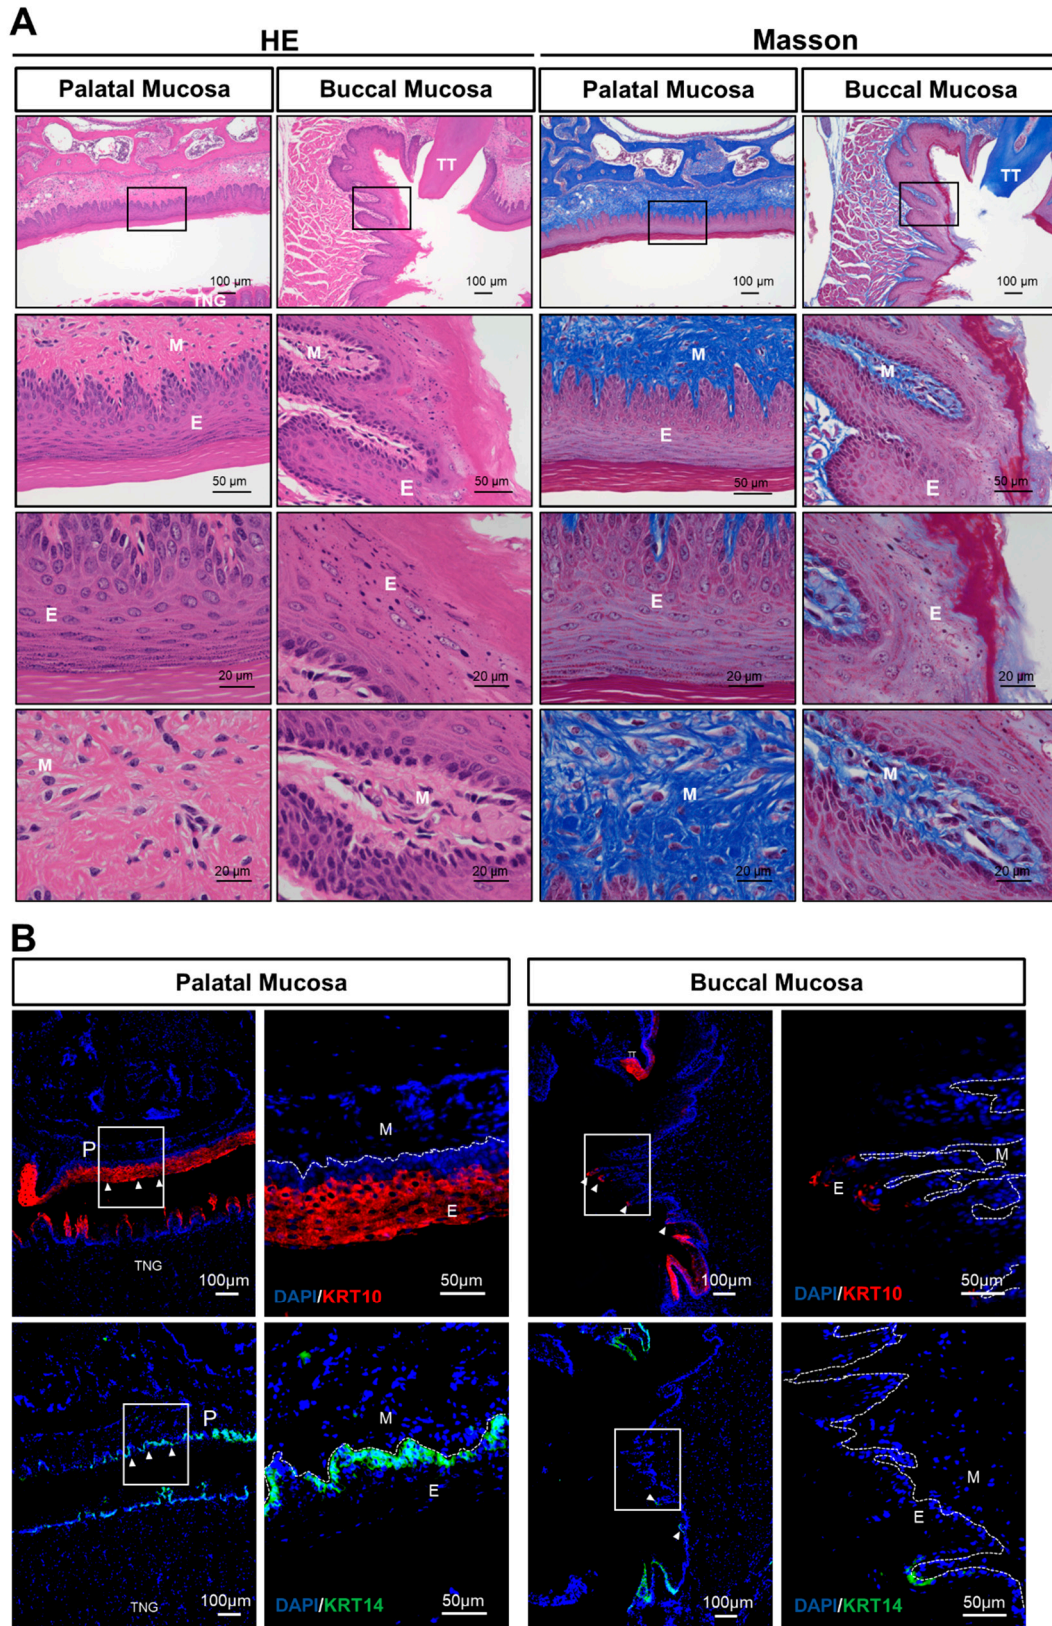 A
HE Masson
Palatal Mucosa Buccal Mucosa Palatal Mucosa Buccal Mucosa
TT TT
100 µm 100 µm 100 µm 100 µm
TNG
M M M M
E E E E
50 µm 50 µm 50 µm 50 µm
E E E E
20 µm 20 µm 20 µm 20 µm
M M M M
20 µm 20 µm 20 µm 20 µm
B
Palatal Mucosa Buccal Mucosa
TT
P M M
E E
TNG
100µm DAPI/KRT10 50µm 100µm DAPI/KRT10 50µm
TT
P M M
E E
TNG
100µm DAPI/KRT14 50µm 100µm DAPI/KRT14 50µm